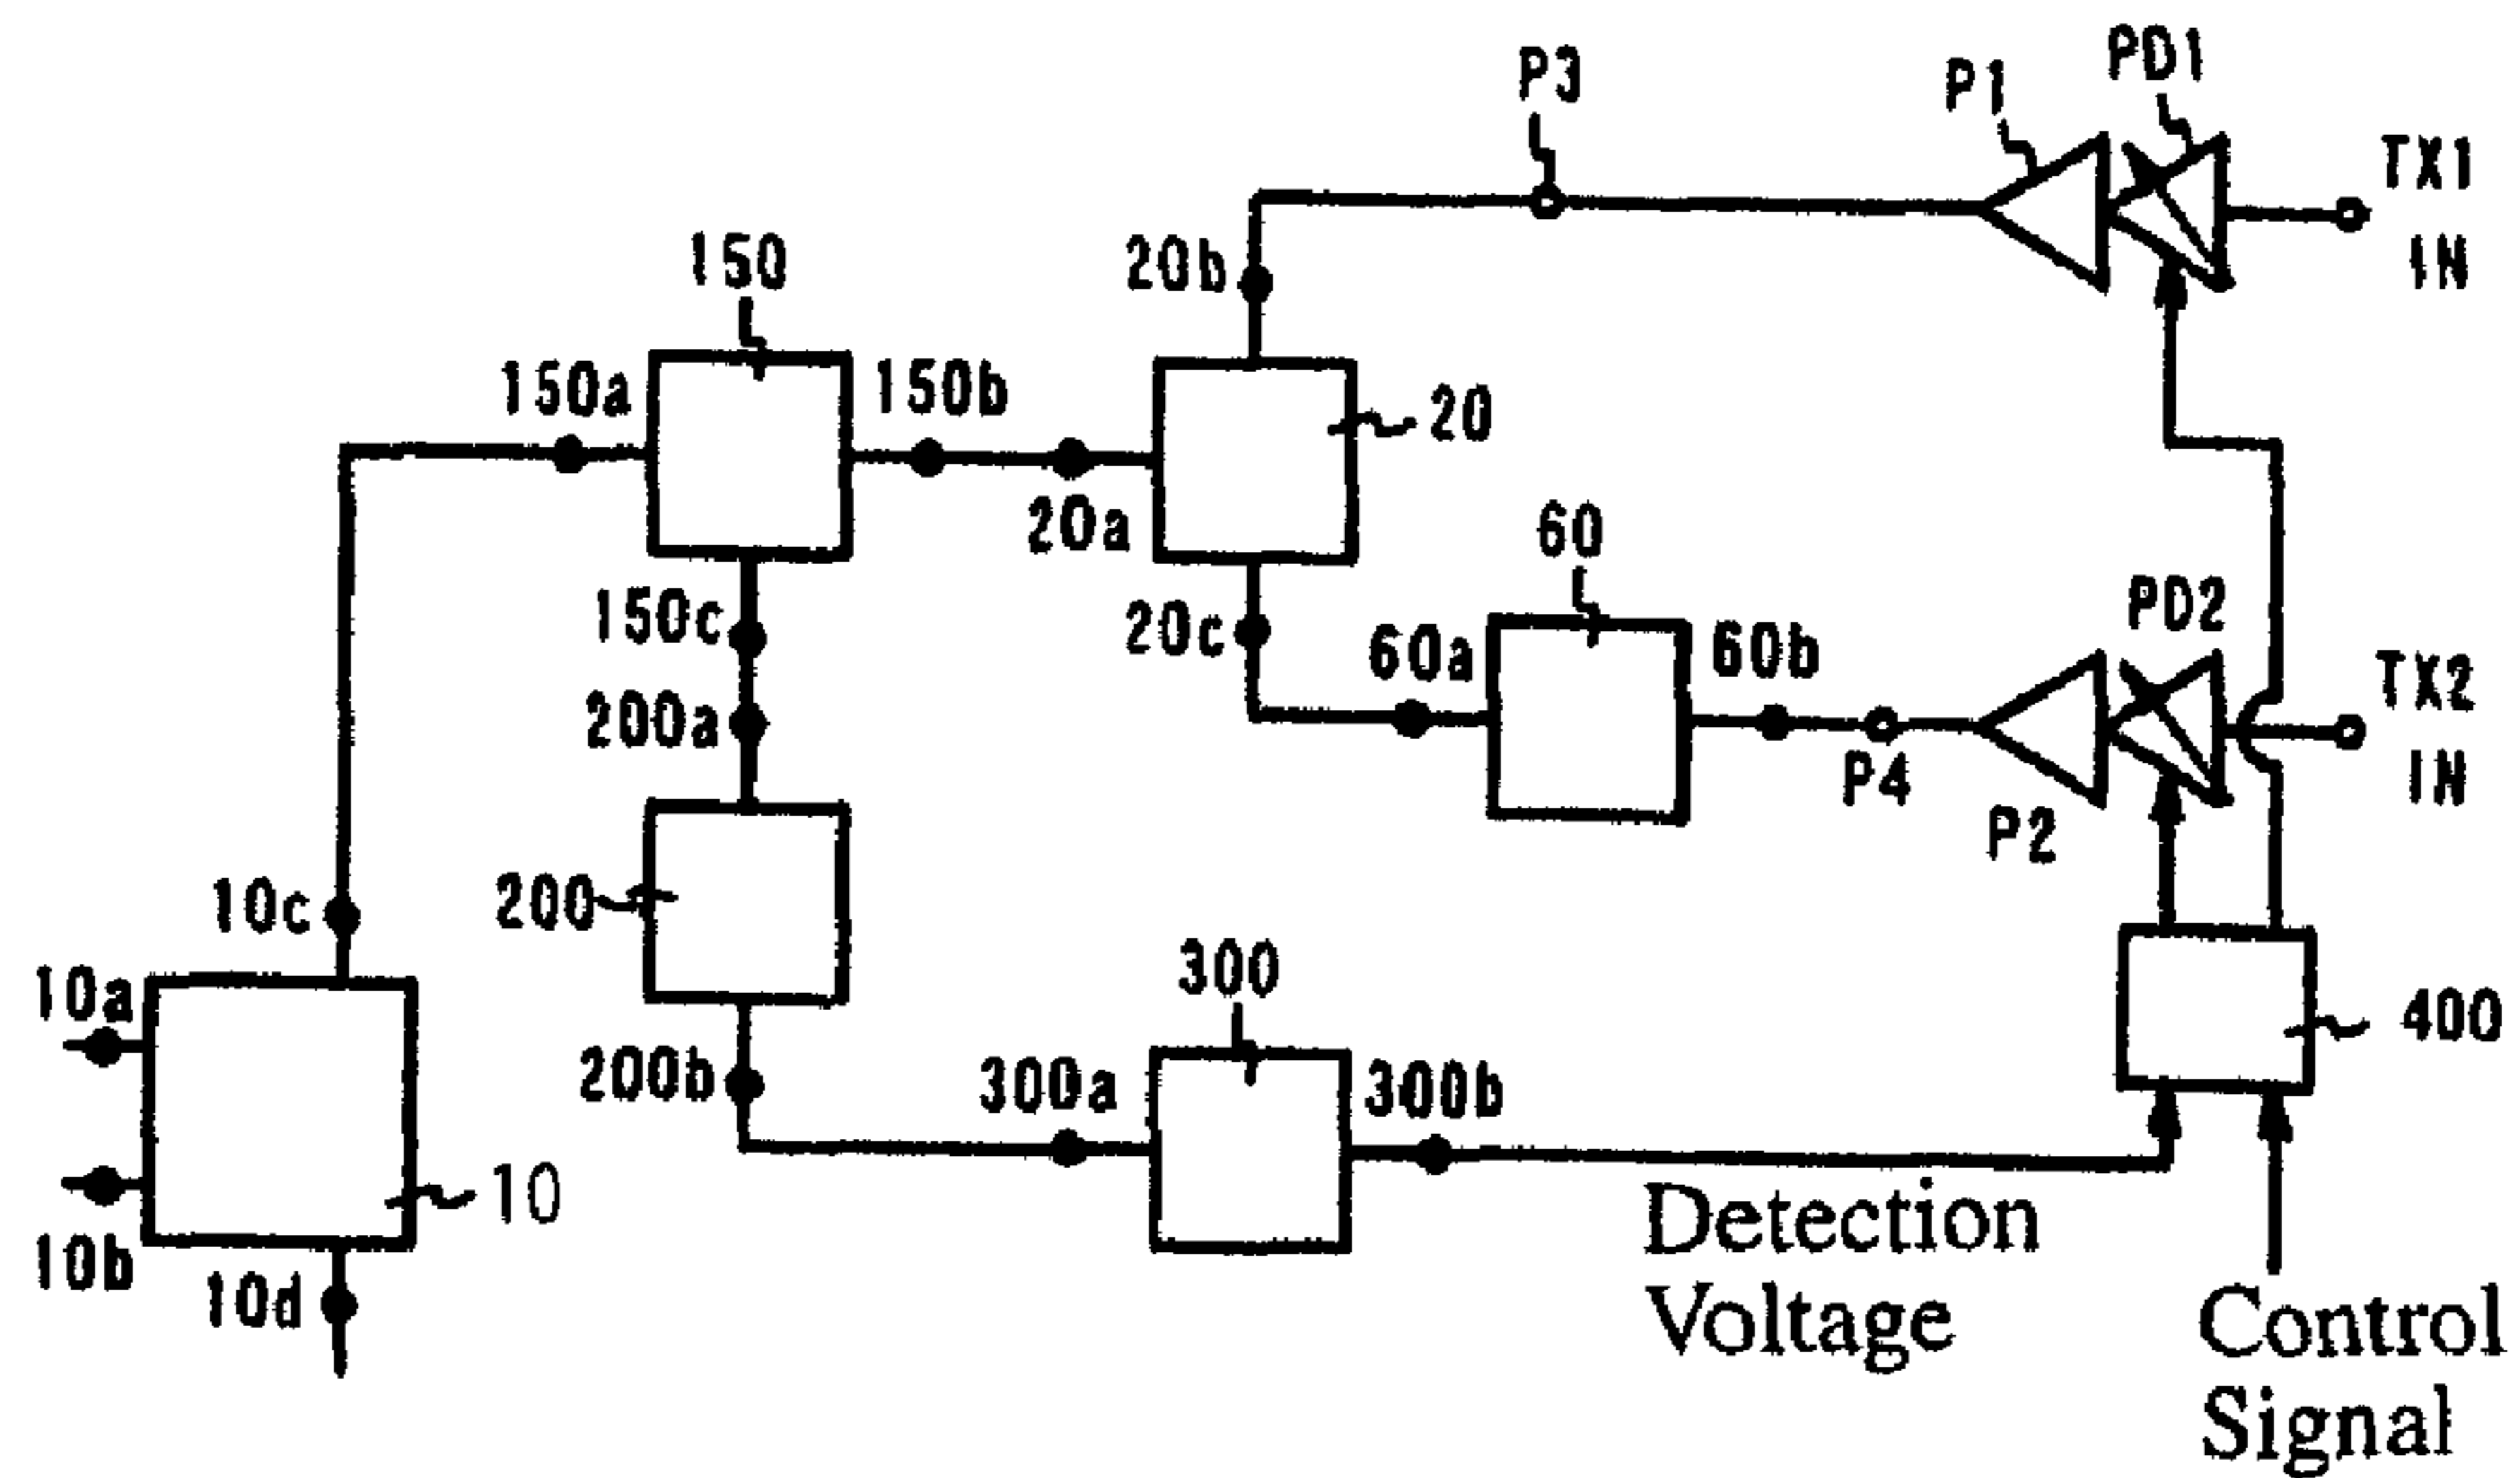 PD1
P3
P1
TX1
IN
150
20b
150a
150b
20
20a
60
150c
20c
60a
60b
PD2
TX2
IN
200a
P4
P2
10c
200
300
10a
400
200b
300a
300b
10
10b
10d
Detection
Voltage
Control
Signal